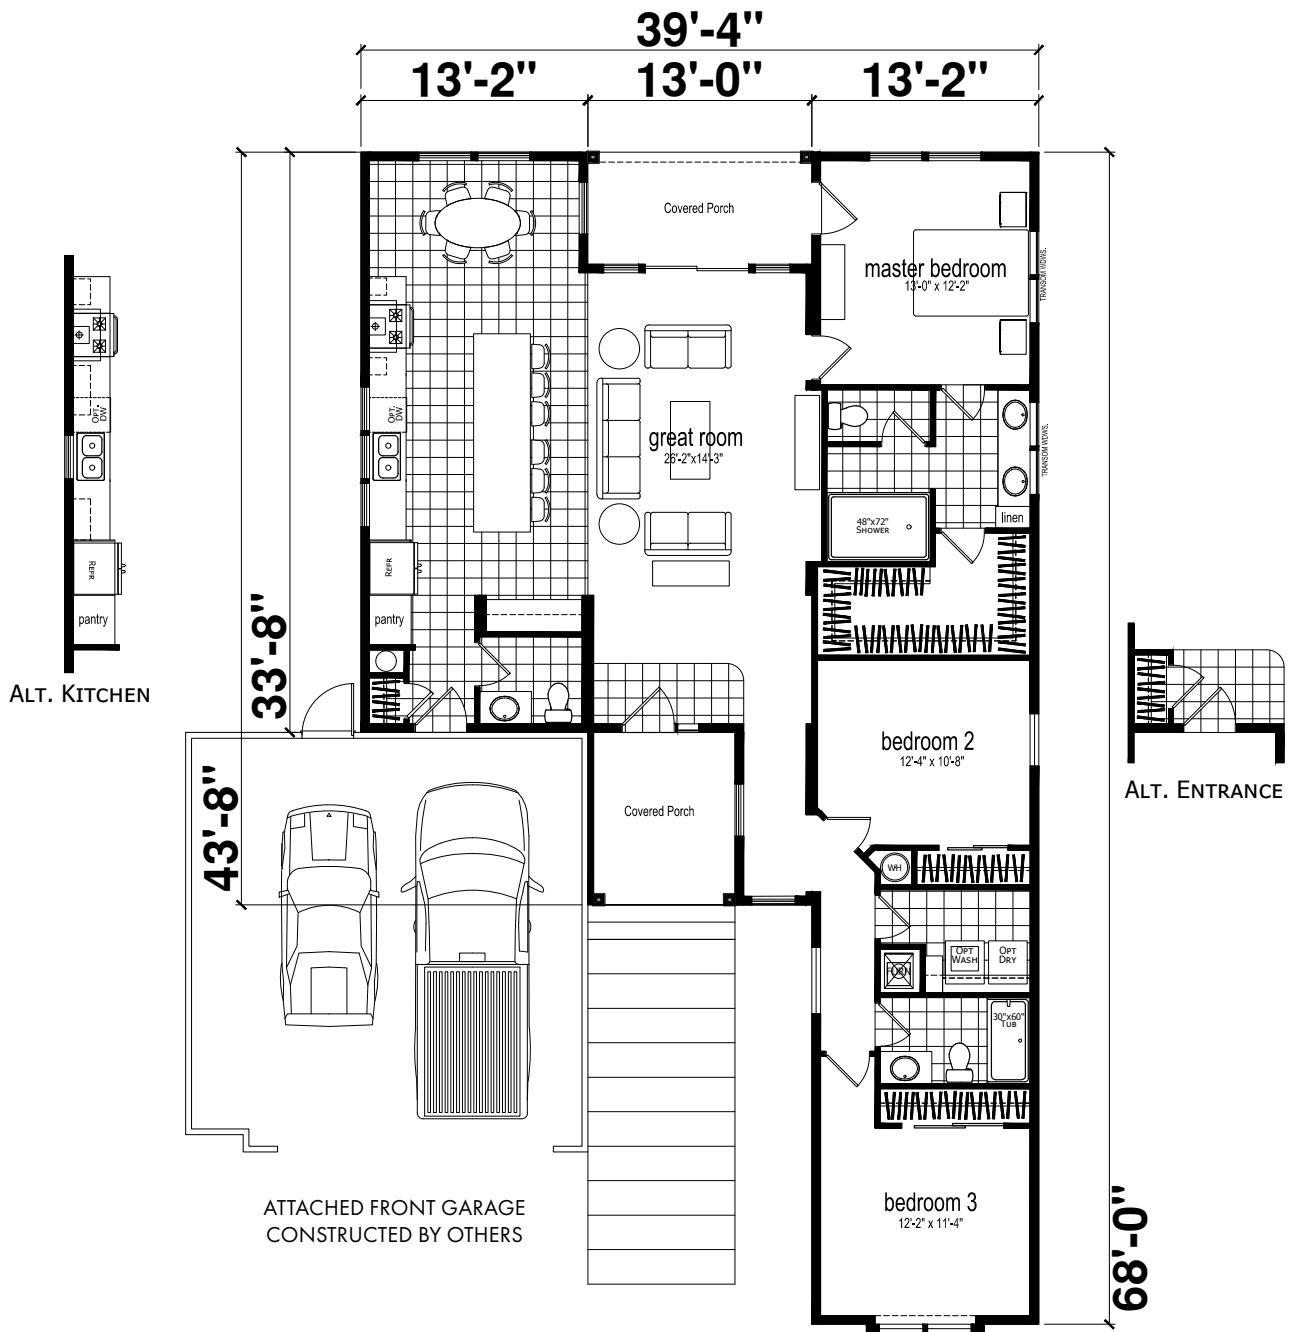 39'-4"
13'-2"
13'-0"
13'-2"
Covered Porch
master bedroom
13'-0" x 12'-2"
TRANSOM WDWS.
OPT. DW
OPT. DW
great room
26'-2"x14'-3"
TRANSOM WDWS.
48"x72"
SHOWER
linen
REFR
REFR
pantry
pantry
33'-8"
ALT. KITCHEN
bedroom 2
12'-4" x 10'-8"
ALT. ENTRANCE
43'-8"
Covered Porch
WH
OPT
WASH
OPT
DRY
FURN
30"x60"
TUB
ATTACHED FRONT GARAGE
CONSTRUCTED BY OTHERS
bedroom 3
12'-2" x 11'-4"
68'-0"